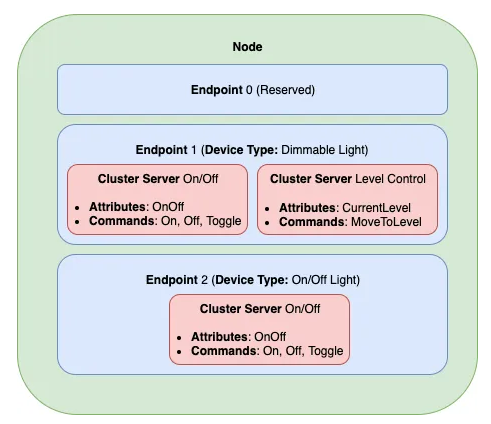 Node
Endpoint 0 (Reserved)
Endpoint 1 (Device Type: Dimmable Light)
Cluster Server On/Off
• Attributes: OnOff
• Commands: On, Off, Toggle
Cluster Server Level Control
• Attributes: CurrentLevel
• Commands: MoveToLevel
Endpoint 2 (Device Type: On/Off Light)
Cluster Server On/Off
• Attributes: OnOff
• Commands: On, Off, Toggle